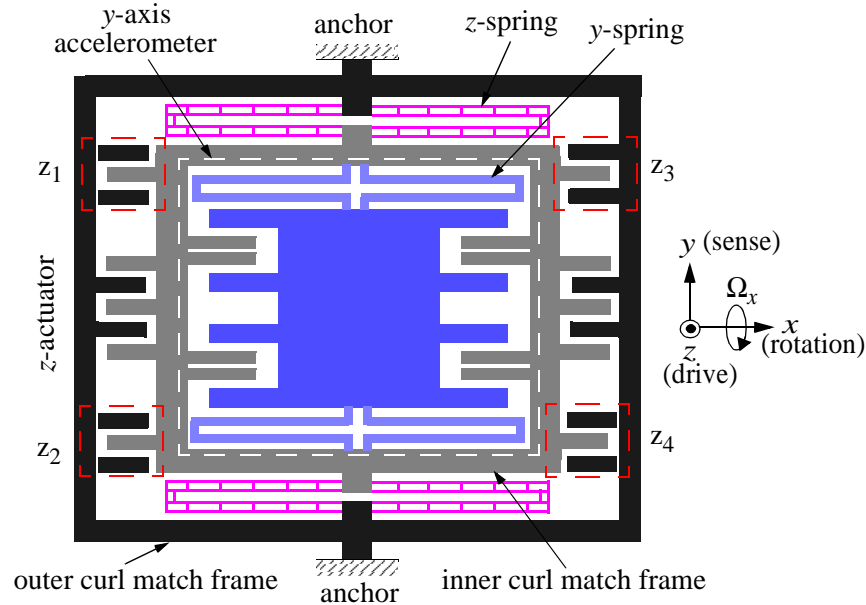 y-axis
accelerometer
anchor
z-spring
y-spring
z1
z3
z-actuator
y (sense)
Ωx
x
(rotation)
z
(drive)
z2
z4
outer curl match frame
anchor
inner curl match frame